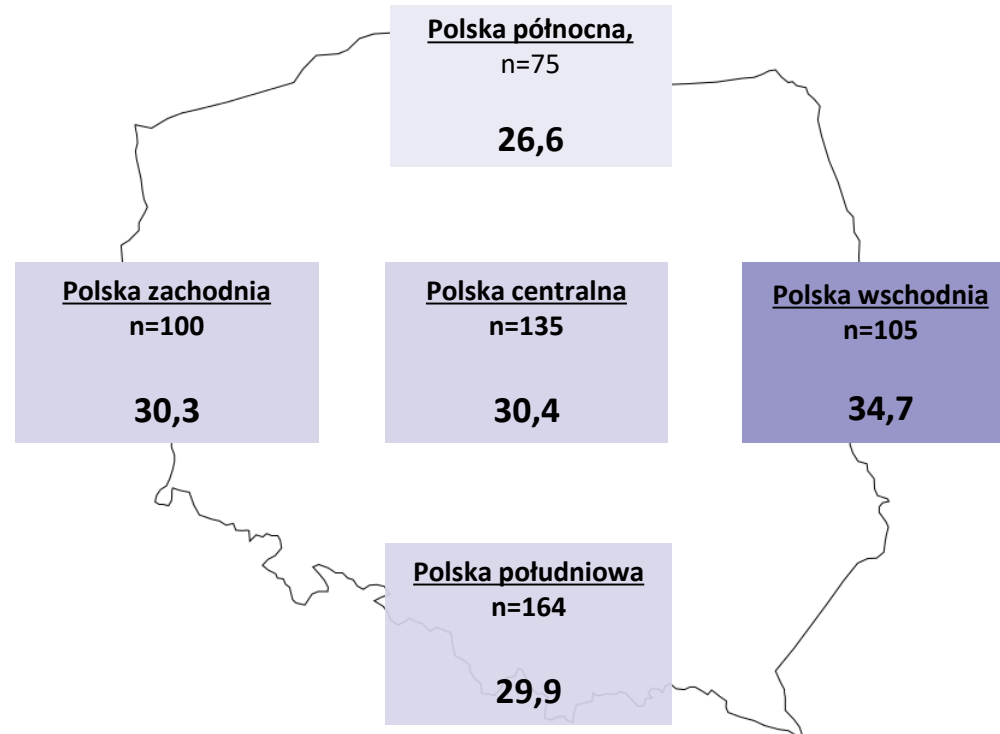 Polska północna,
n=75
26,6
Polska zachodnia
n=100
30,3
Polska centralna
n=135
30,4
Polska wschodnia
n=105
34,7
Polska południowa
n=164
29,9